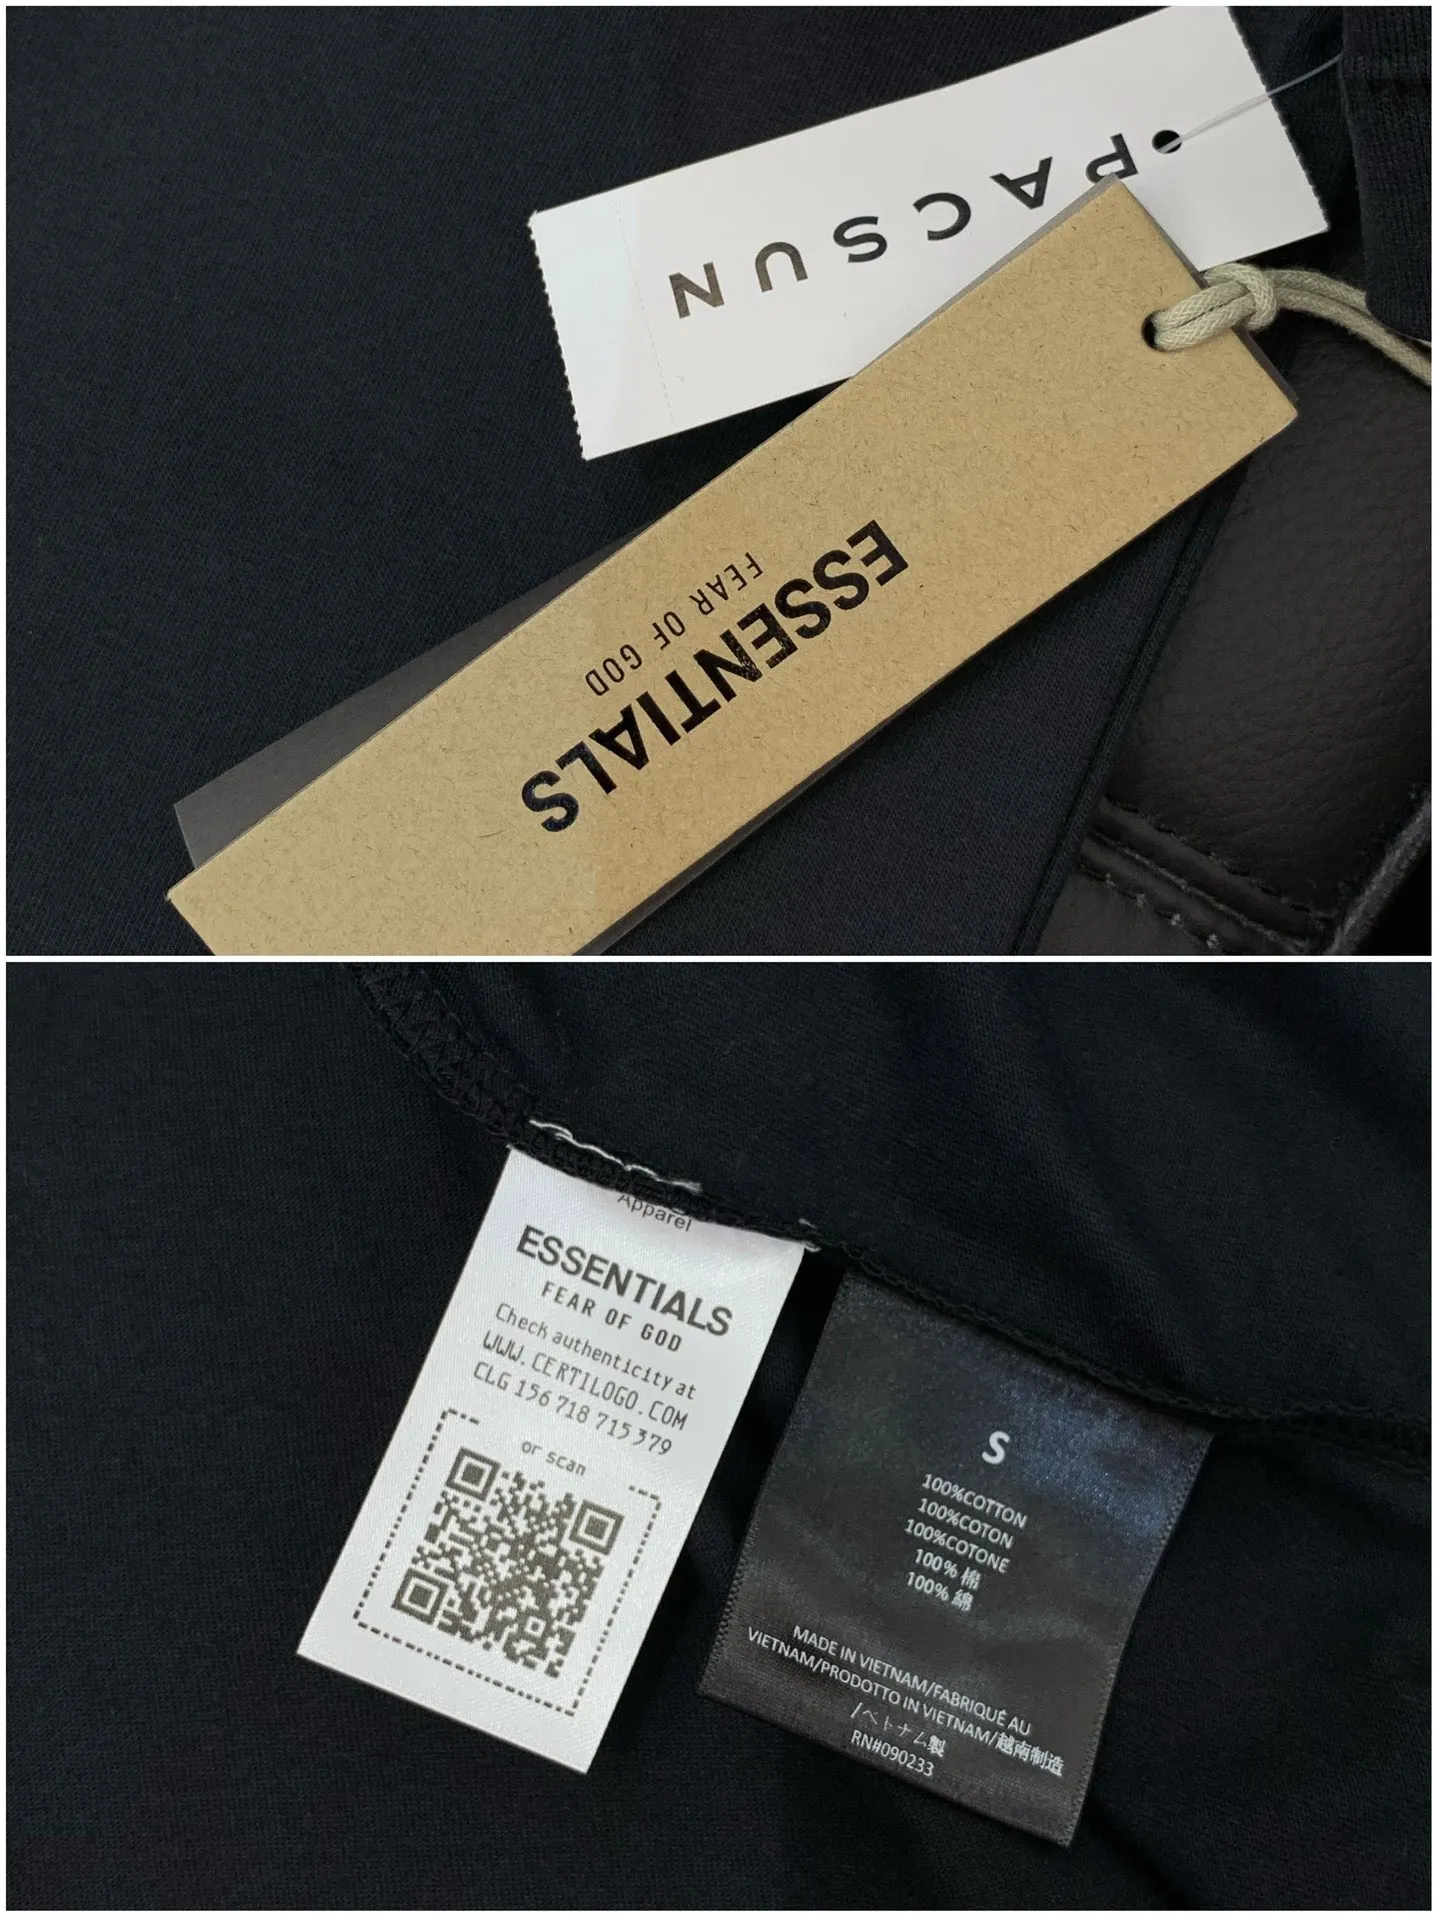 PACSUN
ESSENTIALS
FEAR OF GOD
Apparel
ESSENTIALS
FEAR OF GOD
Check authenticity at
WWW.CERTILOGO.COM
CLG 156 718 715 379
or scan
S
100%COTTON
100%COTON
100%COTONE
100% 棉
100% 綿
MADE IN VIETNAM/FABRIQUÉ AU
VIETNAM/PRODOTTO IN VIETNAM/越南制造
/ベトナム製
RN#090233